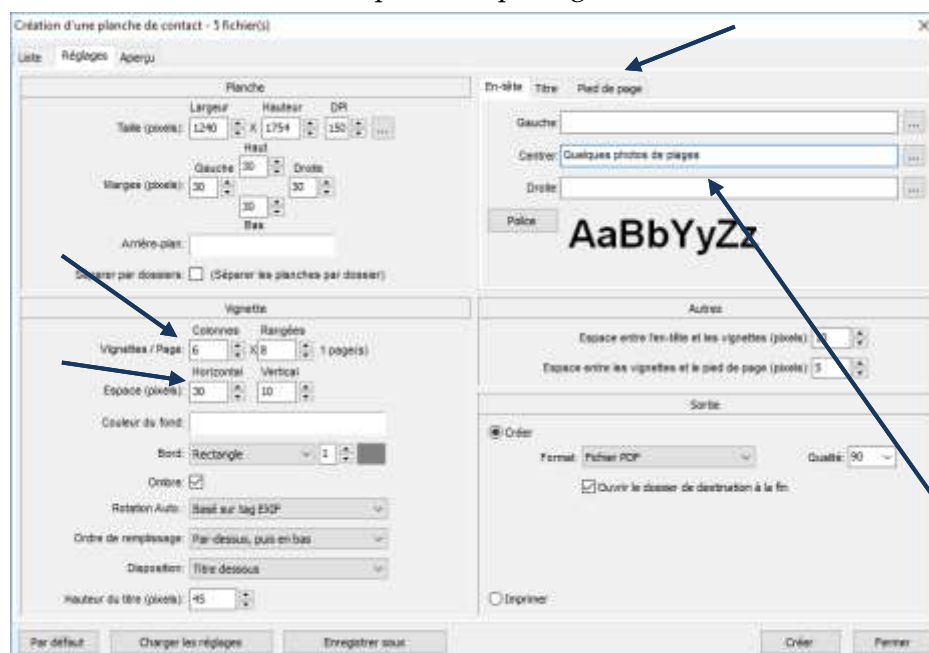 Création d'une planche de contact - 5 fichier(s)
Liste Réglages Aperçu
Planche
Largeur Hauteur DPI
Taille (pixels): 1240 X 1754 150 ...
Haut
Gauche 30 Droite
Marges (pixels): 30 30
30
Bas
Arrière-plan:
Séparer par dossiers: (Séparer les planches par dossier)
Vignette
Colonnes Rangées
Vignettes / Page: 6 X 8 1 page(s)
Horizontal Vertical
Espace (pixels): 30 10
Couleur du fond:
Bord: Rectangle 1
Ombre:
Rotation Auto: Basé sur tag EXIF
Ordre de remplissage: Par-dessus, puis en bas
Disposition: Titre dessous
Hauteur du titre (pixels): 45
En-tête Titre Pied de page
Gauche: ...
Centrer: Quelques photos de plages ...
Droite: ...
Police AaBbYyZz
Autres
Espace entre l'en-tête et les vignettes (pixels)
Espace entre les vignettes et le pied de page (pixels) 5
Sortie
Créer
Format: Fichier PDF Qualité: 90
Ouvrir le dossier de destination à la fin
Imprimer
Par défaut Charger les réglages Enregistrer sous Créer Fermer